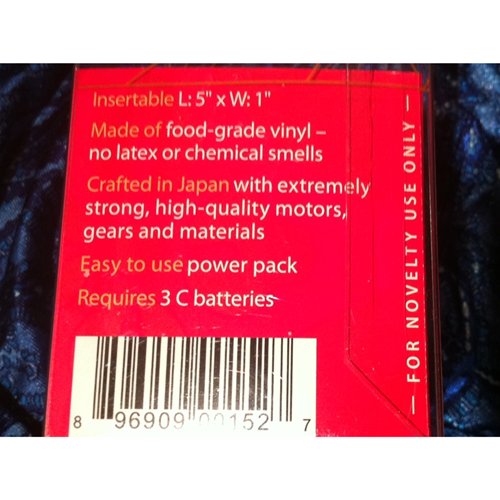 Insertable L: 5" x W: 1"
Made of food-grade vinyl –
no latex or chemical smells
Crafted in Japan with extremely
strong, high-quality motors,
gears and materials
Easy to use power pack
Requires 3 C batteries
8 96909 00152 7
— FOR NOVELTY USE ONLY —